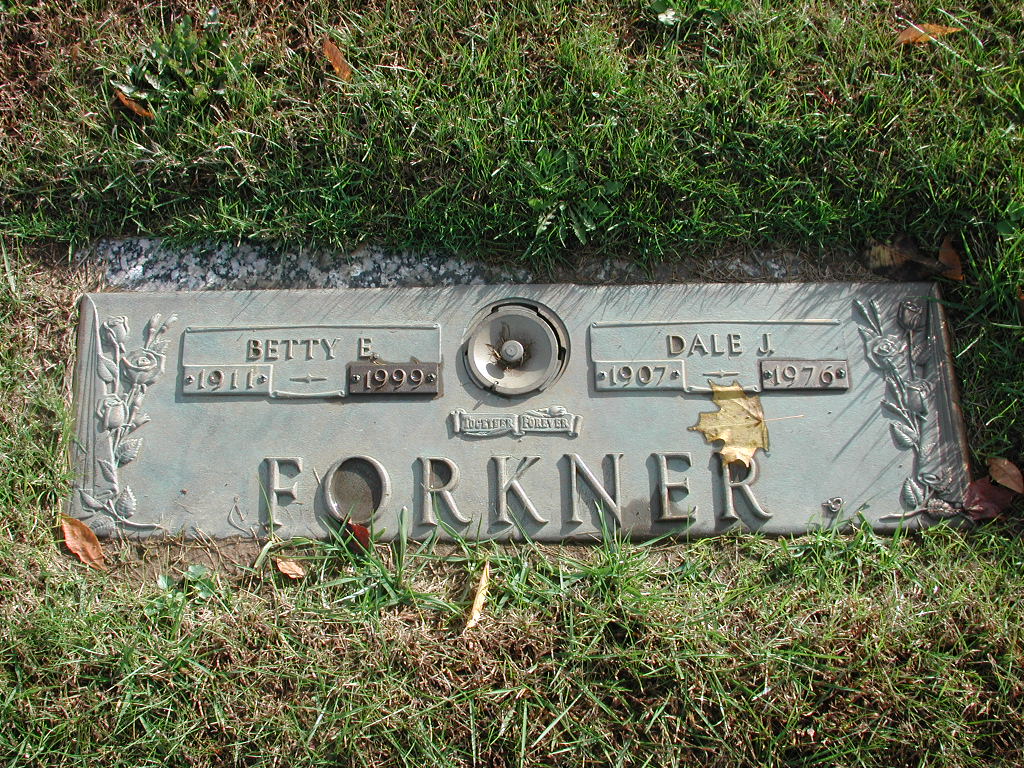 BETTY E.
1911 1999
DALE J.
1907 1976
TOGETHER FOREVER
FORKNER